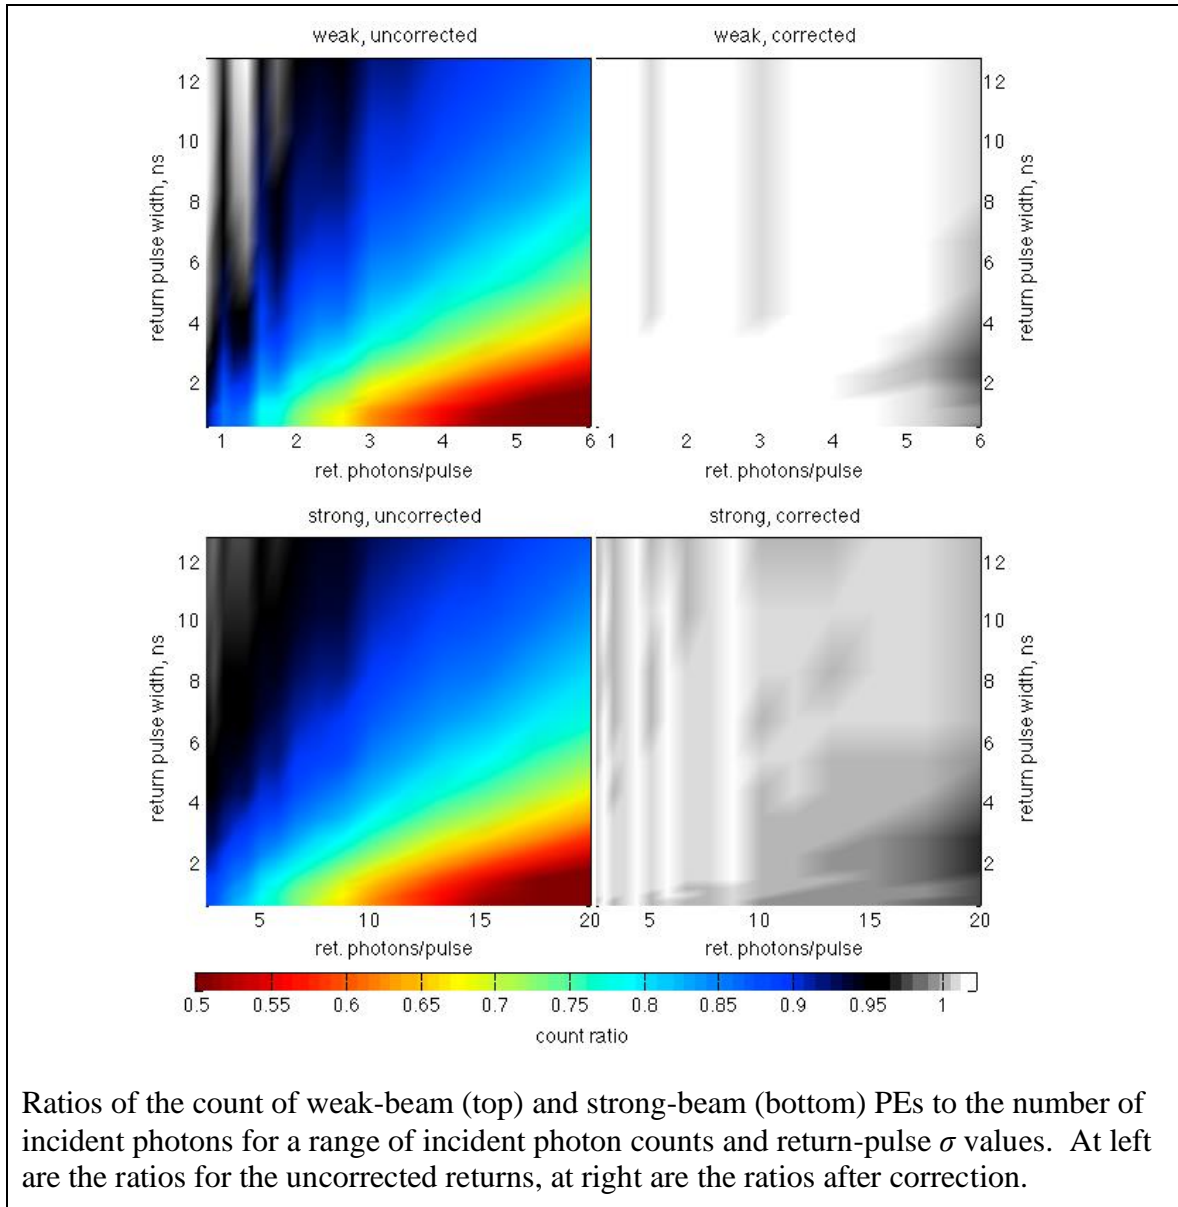 weak, uncorrected
weak, corrected
12
10
8
6
4
2
return pulse width, ns
1 2 3 4 5 6
ret. photons/pulse
12
10
8
6
4
2
return pulse width, ns
1 2 3 4 5 6
ret. photons/pulse
strong, uncorrected
strong, corrected
12
10
8
6
4
2
return pulse width, ns
5 10 15 20
ret. photons/pulse
12
10
8
6
4
2
return pulse width, ns
5 10 15 20
ret. photons/pulse
0.5 0.55 0.6 0.65 0.7 0.75 0.8 0.85 0.9 0.95 1
count ratio
Ratios of the count of weak-beam (top) and strong-beam (bottom) PEs to the number of
incident photons for a range of incident photon counts and return-pulse σ values.  At left
are the ratios for the uncorrected returns, at right are the ratios after correction.